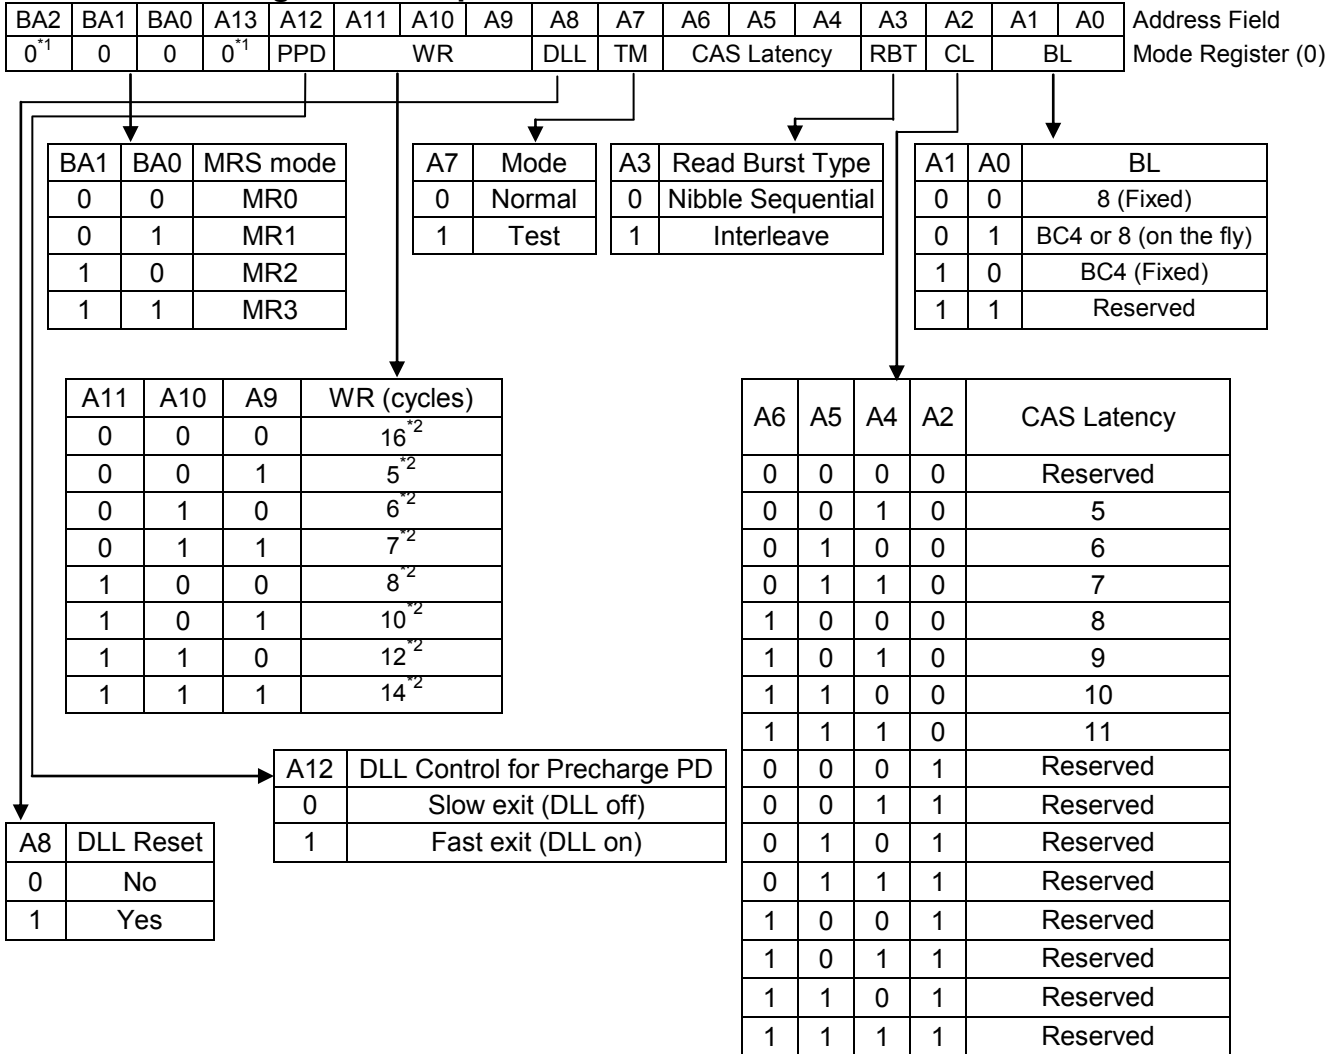 BA2 BA1 BA0 A13 A12 A11 A10 A9 A8 A7 A6 A5 A4 A3 A2 A1 A0 Address Field
0*1 0 0 0*1 PPD WR DLL TM CAS Latency RBT CL BL Mode Register (0)
BA1 BA0 MRS mode
0 0 MR0
0 1 MR1
1 0 MR2
1 1 MR3
A7 Mode
0 Normal
1 Test
A3 Read Burst Type
0 Nibble Sequential
1 Interleave
A1 A0 BL
0 0 8 (Fixed)
0 1 BC4 or 8 (on the fly)
1 0 BC4 (Fixed)
1 1 Reserved
A11 A10 A9 WR (cycles)
0 0 0 16*2
0 0 1 5*2
0 1 0 6*2
0 1 1 7*2
1 0 0 8*2
1 0 1 10*2
1 1 0 12*2
1 1 1 14*2
A6 A5 A4 A2 CAS Latency
0 0 0 0 Reserved
0 0 1 0 5
0 1 0 0 6
0 1 1 0 7
1 0 0 0 8
1 0 1 0 9
1 1 0 0 10
1 1 1 0 11
0 0 0 1 Reserved
0 0 1 1 Reserved
0 1 0 1 Reserved
0 1 1 1 Reserved
1 0 0 1 Reserved
1 0 1 1 Reserved
1 1 0 1 Reserved
1 1 1 1 Reserved
A12 DLL Control for Precharge PD
0 Slow exit (DLL off)
1 Fast exit (DLL on)
A8 DLL Reset
0 No
1 Yes